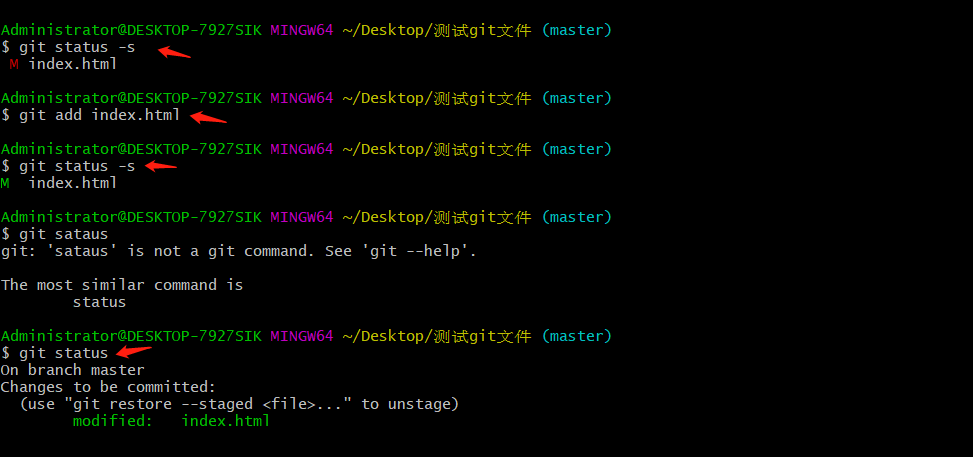 Administrator@DESKTOP-7927SIK MINGW64 ~/Desktop/测试git文件 (master)
$ git status -s
 M index.html
Administrator@DESKTOP-7927SIK MINGW64 ~/Desktop/测试git文件 (master)
$ git add index.html
Administrator@DESKTOP-7927SIK MINGW64 ~/Desktop/测试git文件 (master)
$ git status -s
M  index.html
Administrator@DESKTOP-7927SIK MINGW64 ~/Desktop/测试git文件 (master)
$ git sataus
git: 'sataus' is not a git command. See 'git --help'.
The most similar command is
        status
Administrator@DESKTOP-7927SIK MINGW64 ~/Desktop/测试git文件 (master)
$ git status
On branch master
Changes to be committed:
  (use "git restore --staged <file>..." to unstage)
        modified:   index.html